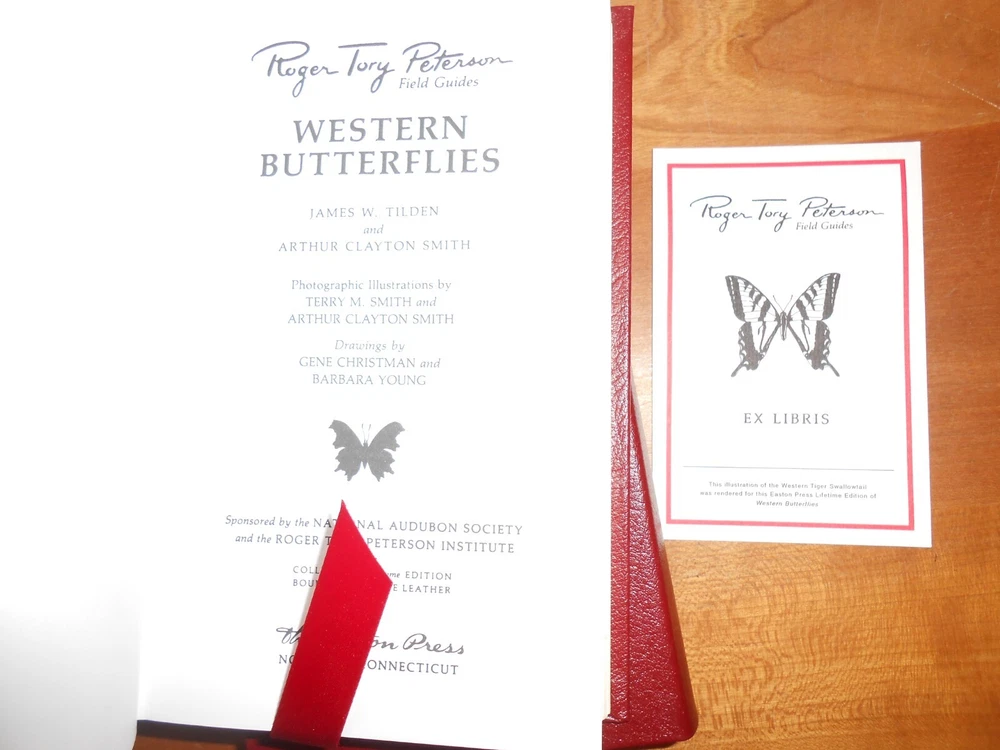 Roger Tory Peterson
Field Guides
WESTERN
BUTTERFLIES
JAMES W. TILDEN
and
ARTHUR CLAYTON SMITH
Photographic Illustrations by
TERRY M. SMITH and
ARTHUR CLAYTON SMITH
Drawings by
GENE CHRISTMAN and
BARBARA YOUNG
Sponsored by the NATIONAL AUDUBON SOCIETY
and the ROGER T PETERSON INSTITUTE
EDITION
LEATHER
Press
CONNECTICUT
Roger Tory Peterson
Field Guides
EX LIBRIS
This illustration of the Western Tiger Swallowtail
was rendered for this Easton Press Lifetime Edition of
Western Butterflies